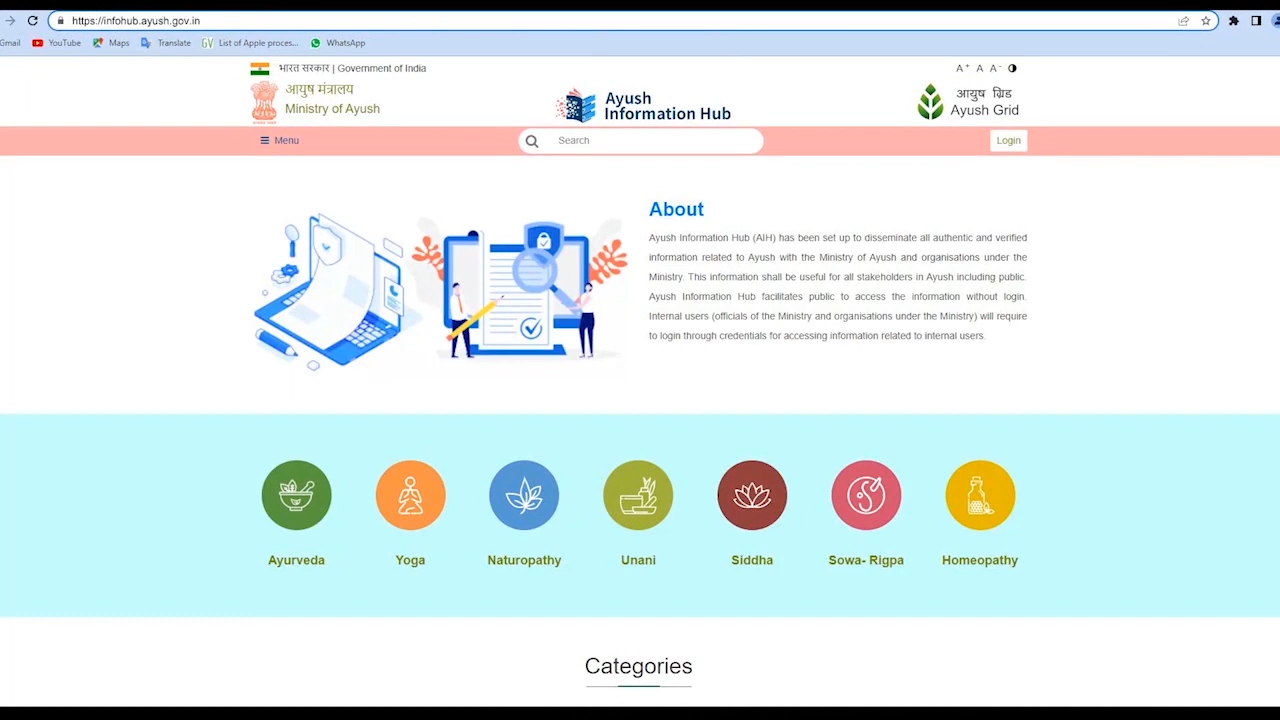 https://infohub.ayush.gov.in
Gmail YouTube Maps Translate List of Apple proces... WhatsApp
भारत सरकार | Government of India A+ A A-
आयुष मंत्रालय
Ministry of Ayush
Ayush
Information Hub
आयुष ग्रिड
Ayush Grid
Menu Search Login
About
Ayush Information Hub (AIH) has been set up to disseminate all authentic and verified
information related to Ayush with the Ministry of Ayush and organisations under the
Ministry. This information shall be useful for all stakeholders in Ayush including public.
Ayush Information Hub facilitates public to access the information without login.
Internal users (officials of the Ministry and organisations under the Ministry) will require
to login through credentials for accessing information related to internal users.
Ayurveda Yoga Naturopathy Unani Siddha Sowa- Rigpa Homeopathy
Categories